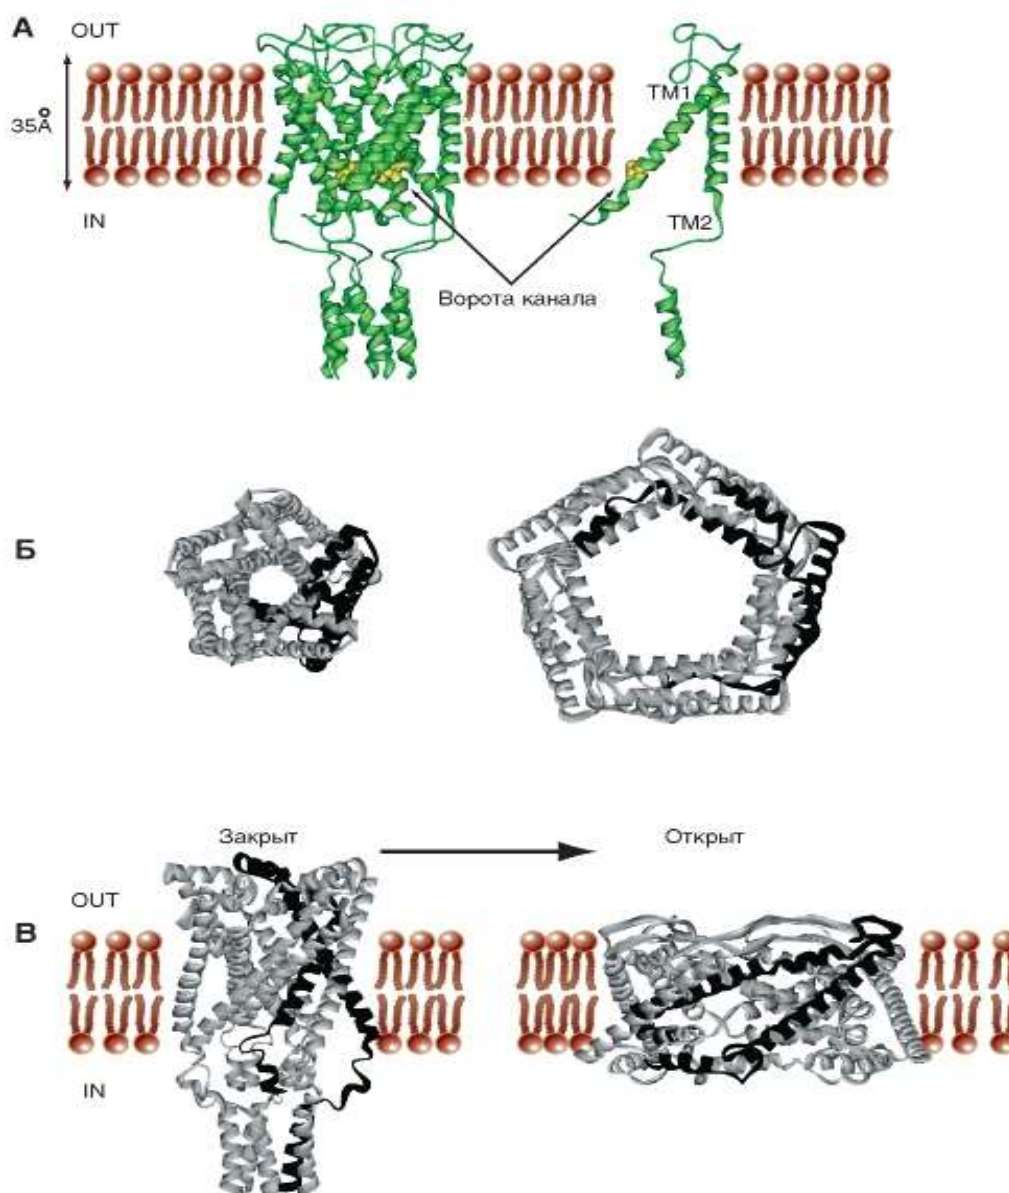 А
OUT
35Å
TM1
IN
TM2
Ворота канала
Б
Закрыт
Открыт
OUT
В
IN